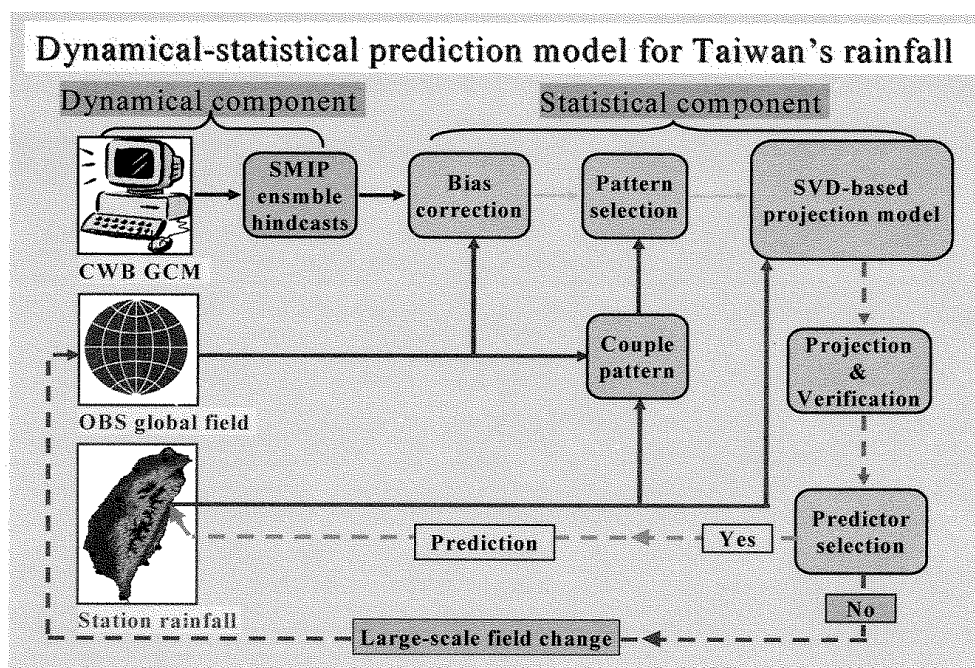 Dynamical-statistical prediction model for Taiwan's rainfall
Dynamical component
Statistical component
SMIP
ensmble
hindcasts
Bias
correction
Pattern
selection
SVD-based
projection model
CWB GCM
Couple
pattern
Projection
&
Verification
OBS global field
Predictor
selection
Yes
Prediction
Station rainfall
No
Large-scale field change